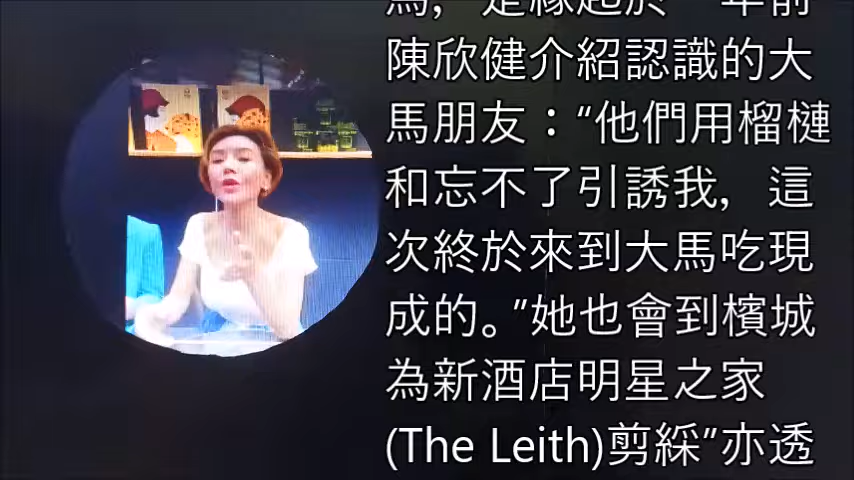 馬，是緣起於一年前
陳欣健介紹認識的大
馬朋友：“他們用榴槤
和忘不了引誘我，這
次終於來到大馬吃現
成的。”她也會到檳城
為新酒店明星之家
(The Leith)剪綵”亦透